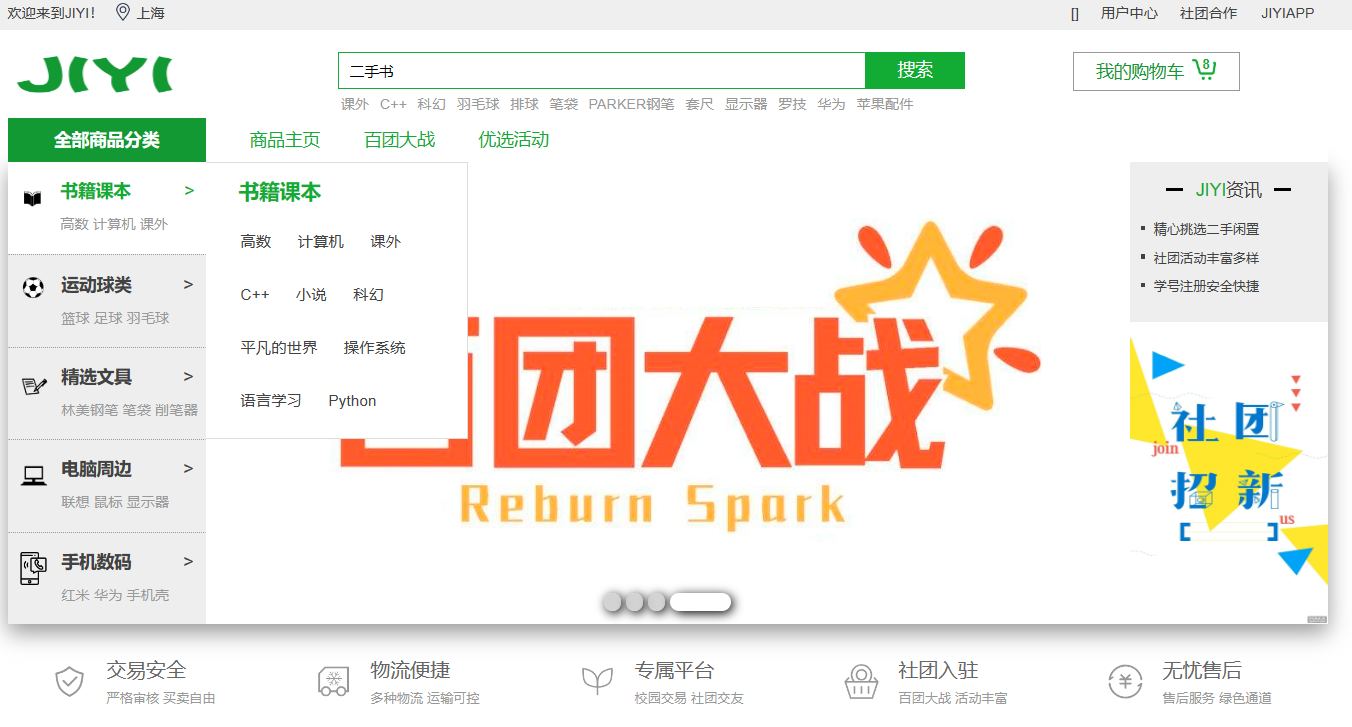 欢迎来到JIYI！ 上海 [] 用户中心 社团合作 JIYIAPP
JIYI 二手书 搜索 我的购物车 8
课外 C++ 科幻 羽毛球 排球 笔袋 PARKER钢笔 套尺 显示器 罗技 华为 苹果配件
全部商品分类 商品主页 百团大战 优选活动
书籍课本 >
高数 计算机 课外
运动球类 >
篮球 足球 羽毛球
精选文具 >
林美钢笔 笔袋 削笔器
电脑周边 >
联想 鼠标 显示器
手机数码 >
红米 华为 手机壳
书籍课本
高数 计算机 课外
C++ 小说 科幻
平凡的世界 操作系统
语言学习 Python
团大战
Reburn Spark
JIYI资讯
精心挑选二手闲置
社团活动丰富多样
学号注册安全快捷
社团
join
招新
us
交易安全
严格审核 买卖自由
物流便捷
多种物流 运输可控
专属平台
校园交易 社团交友
社团入驻
百团大战 活动丰富
无忧售后
售后服务 绿色通道